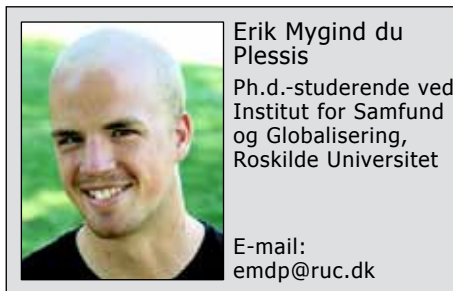 Erik Mygind du
Plessis
Ph.d.-studerende ved
Institut for Samfund
og Globalisering,
Roskilde Universitet
E-mail:
emdp@ruc.dk